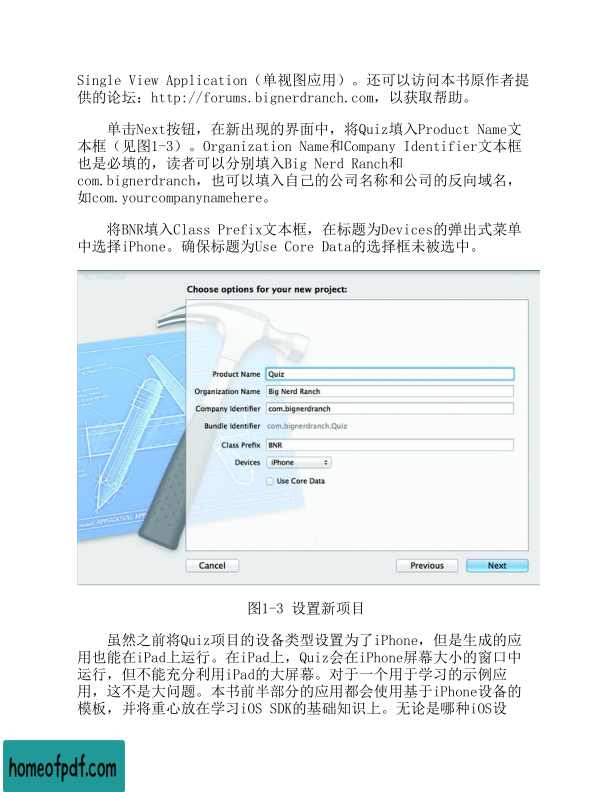 Single View Application（单视图应用）。还可以访问本书原作者提
供的论坛：http://forums.bignerdranch.com，以获取帮助。
单击Next按钮，在新出现的界面中，将Quiz填入Product Name文
本框（见图1-3）。Organization Name和Company Identifier文本框
也是必填的，读者可以分别填入Big Nerd Ranch和
com.bignerdranch，也可以填入自己的公司名称和公司的反向域名，
如com.yourcompanynamehere。
将BNR填入Class Prefix文本框，在标题为Devices的弹出式菜单
中选择iPhone。确保标题为Use Core Data的选择框未被选中。
Choose options for your new project:
Product Name Quiz
Organization Name Big Nerd Ranch
Company Identifier com.bignerdranch
Bundle Identifier com.bignerdranch.Quiz
Class Prefix BNR
Devices iPhone
Use Core Data
Cancel Previous Next
图1-3 设置新项目
虽然之前将Quiz项目的设备类型设置为了iPhone，但是生成的应
用也能在iPad上运行。在iPad上，Quiz会在iPhone屏幕大小的窗口中
运行，但不能充分利用iPad的大屏幕。对于一个用于学习的示例应
用，这不是大问题。本书前半部分的应用都会使用基于iPhone设备的
模板，并将重心放在学习iOS SDK的基础知识上。无论是哪种iOS设
homeofpdf.com